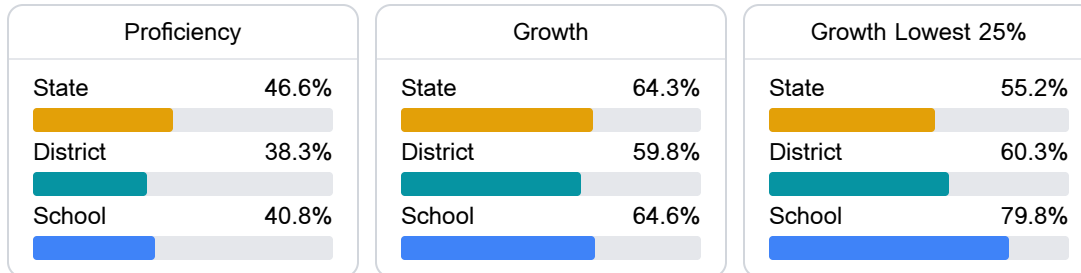 Proficiency
State 46.6%
District 38.3%
School 40.8%
Growth
State 64.3%
District 59.8%
School 64.6%
Growth Lowest 25%
State 55.2%
District 60.3%
School 79.8%